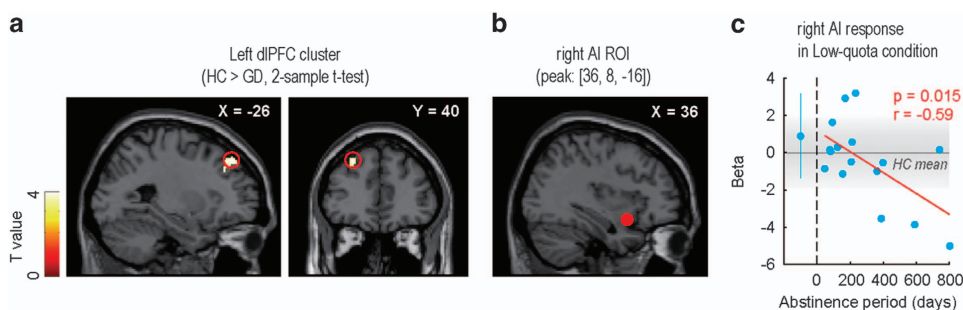 a
Left dlPFC cluster
(HC > GD, 2-sample t-test)
X = -26
Y = 40
4
T value
0
b
right AI ROI
(peak: [36, 8, -16])
X = 36
c
right AI response
in Low-quota condition
p = 0.015
r = -0.59
HC mean
Beta
4
2
0
-2
-4
-6
0 200 400 600 800
Abstinence period (days)